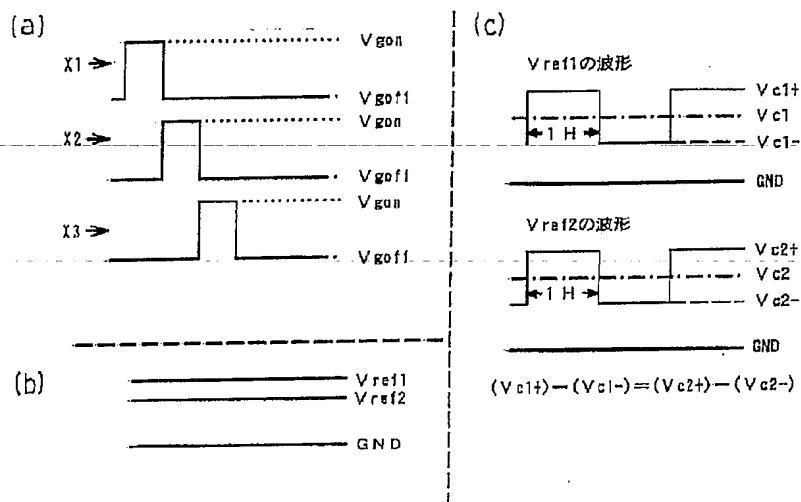 (a)
X1
Vgon
Vgoff
X2
Vgon
Vgoff
X3
Vgon
Vgoff
(b)
Vref1
Vref2
GND
(c)
Vref1の波形
Vc1+
Vc1
Vc1-
1 H
GND
Vref2の波形
Vc2+
Vc2
Vc2-
1 H
GND
(Vc1+)-(Vc1-)=(Vc2+)-(Vc2-)